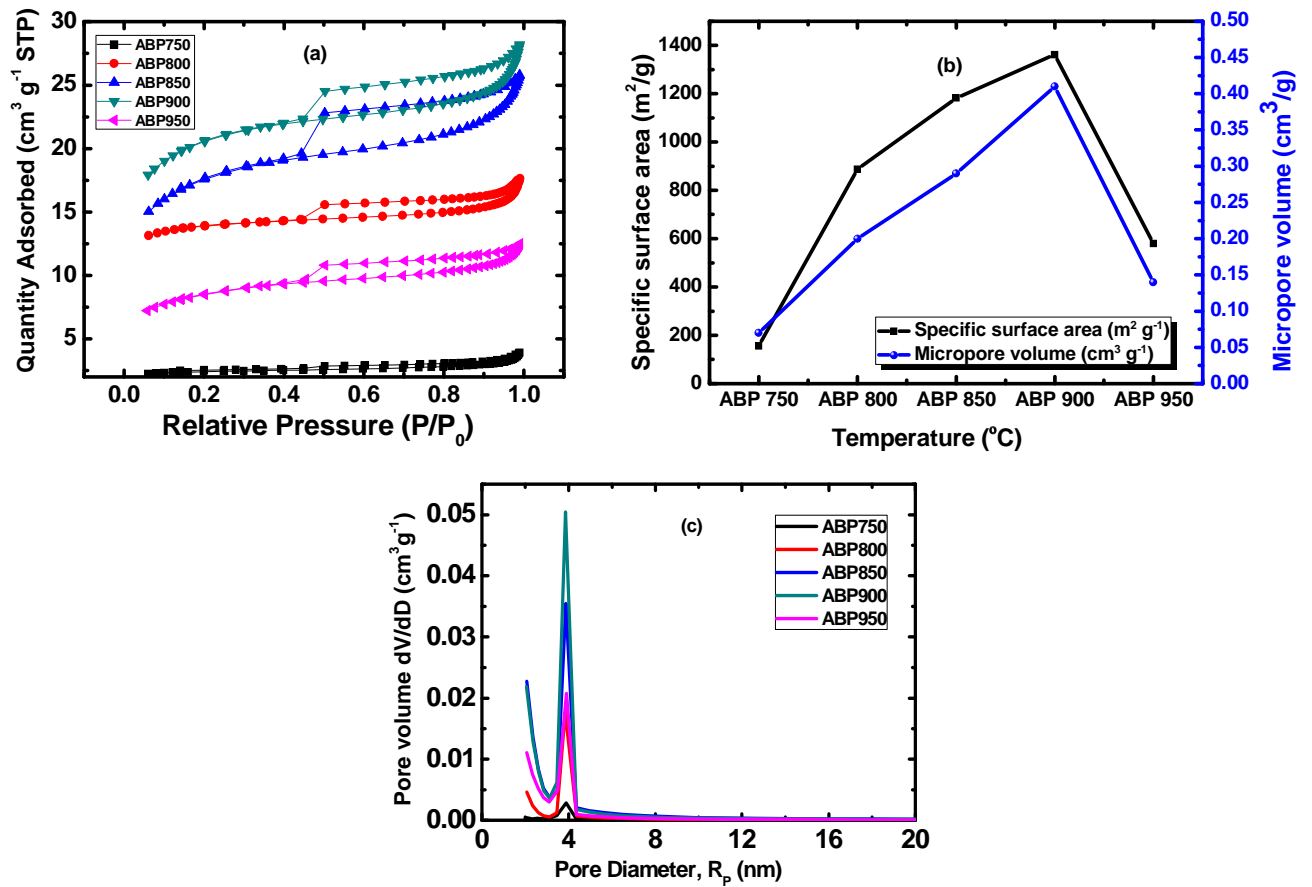 (a)
ABP750
ABP800
ABP850
ABP900
ABP950
Quantity Adsorbed (cm³ g⁻¹ STP)
30
25
20
15
10
5
0.0 0.2 0.4 0.6 0.8 1.0
Relative Pressure (P/P₀)
(b)
Specific surface area (m²/g)
1400
1200
1000
800
600
400
200
0
Specific surface area (m² g⁻¹)
Micropore volume (cm³ g⁻¹)
0.50
0.45
0.40
0.35
0.30
0.25
0.20
0.15
0.10
0.05
0.00
Micropore volume (cm³/g)
ABP 750 ABP 800 ABP 850 ABP 900 ABP 950
Temperature (°C)
(c)
Pore volume dV/dD (cm³g⁻¹)
0.05
0.04
0.03
0.02
0.01
0.00
ABP750
ABP800
ABP850
ABP900
ABP950
0 4 8 12 16 20
Pore Diameter, R_P (nm)